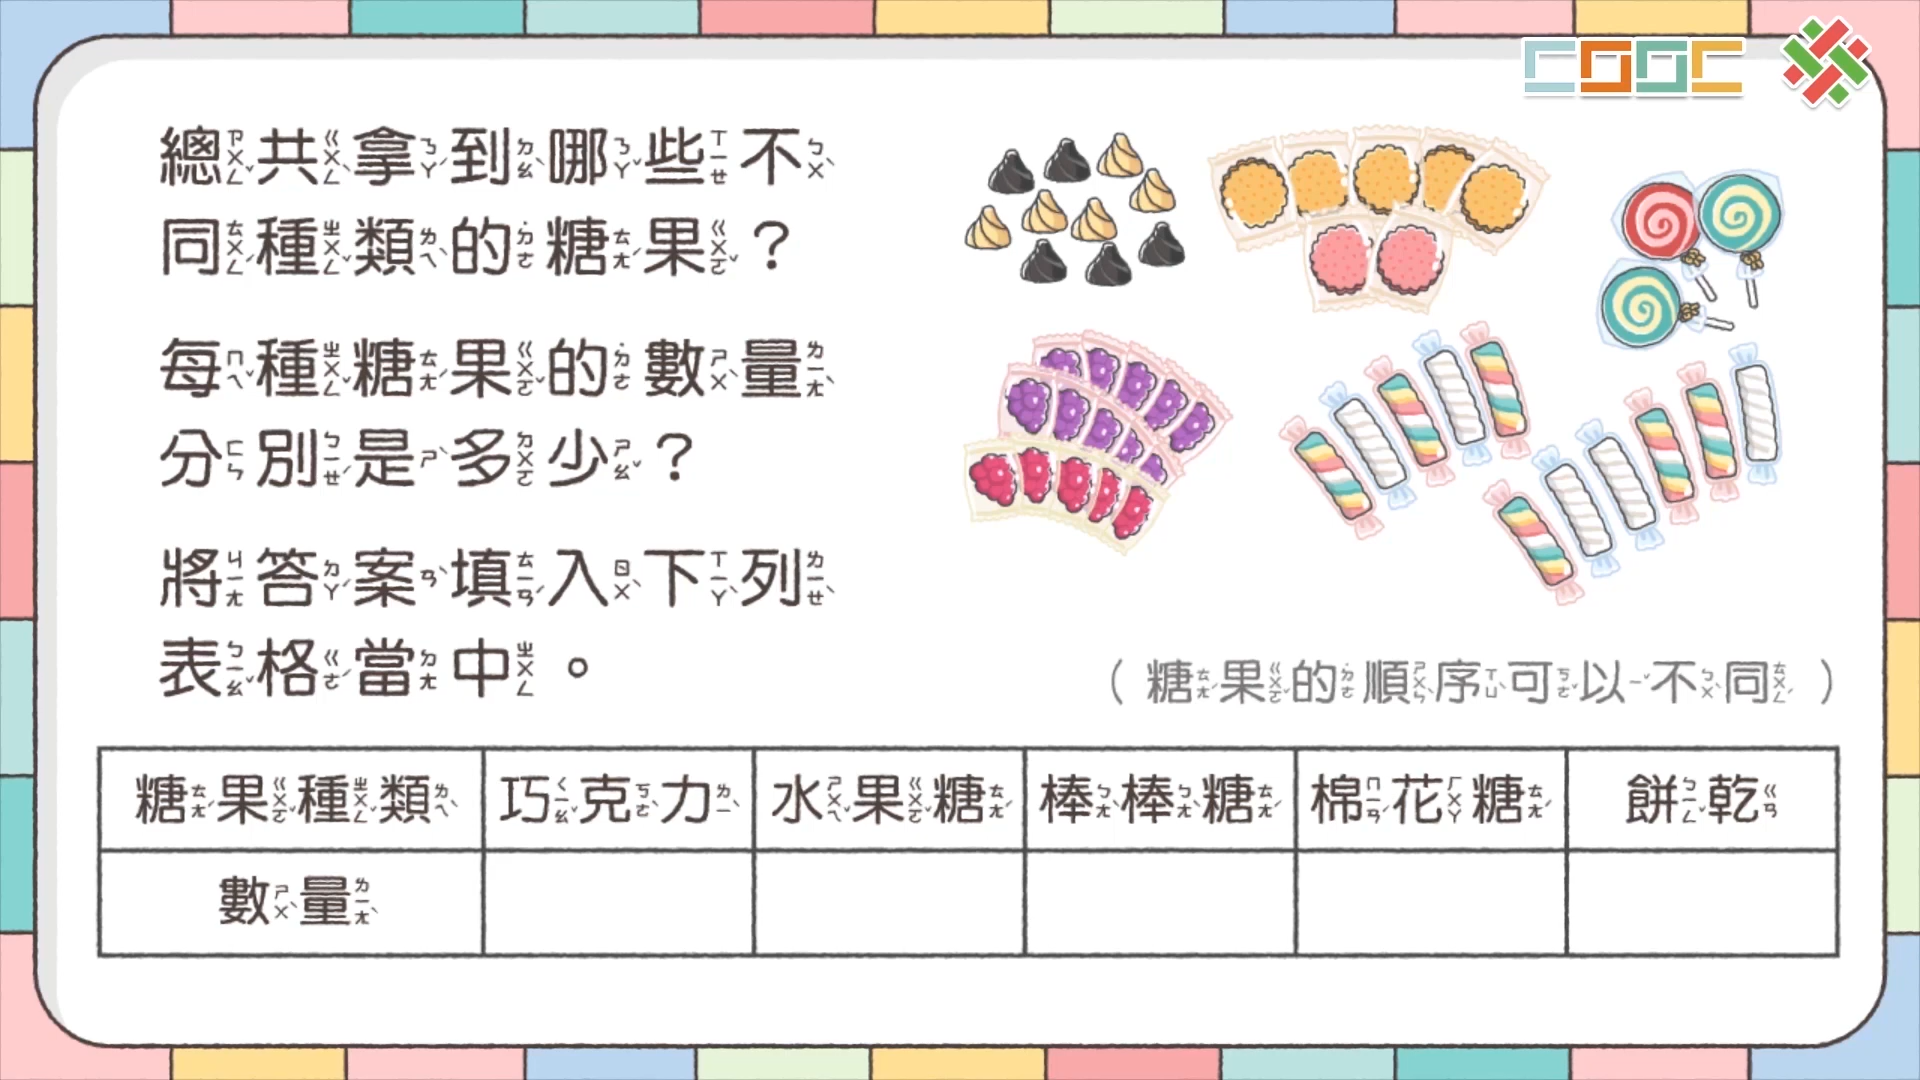 COOC
總共拿到哪些不
同種類的糖果？
每種糖果的數量
分別是多少？
將答案填入下列
表格當中。
（糖果的順序可以不同）
糖果種類 巧克力 水果糖 棒棒糖 棉花糖 餅乾
數量